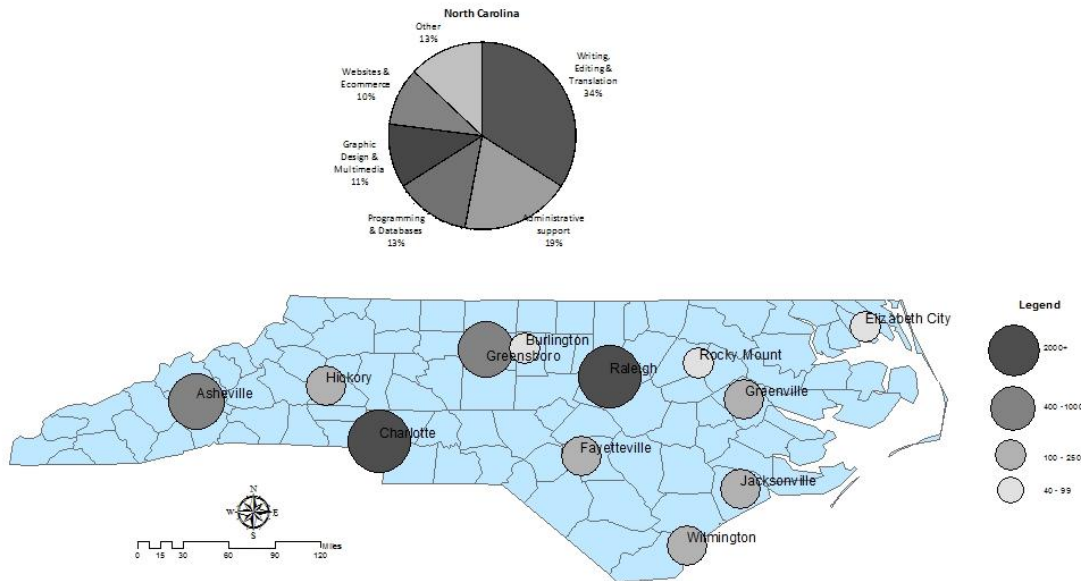 North Carolina
Other
13%
Writing,
Editing &
Translation
34%
Websites &
Ecommerce
10%
Graphic
Design &
Multimedia
11%
Programming
& Databases
13%
Administrative
support
19%
Legend
2000+
400 -1000
100 - 250
40 - 99
Elizabeth City
Burlington
Greensboro
Rocky Mount
Raleigh
Hickory
Asheville
Greenville
Charlotte
Fayetteville
Jacksonville
Wilmington
N
W E
S
Miles
0 15 30 60 90 120